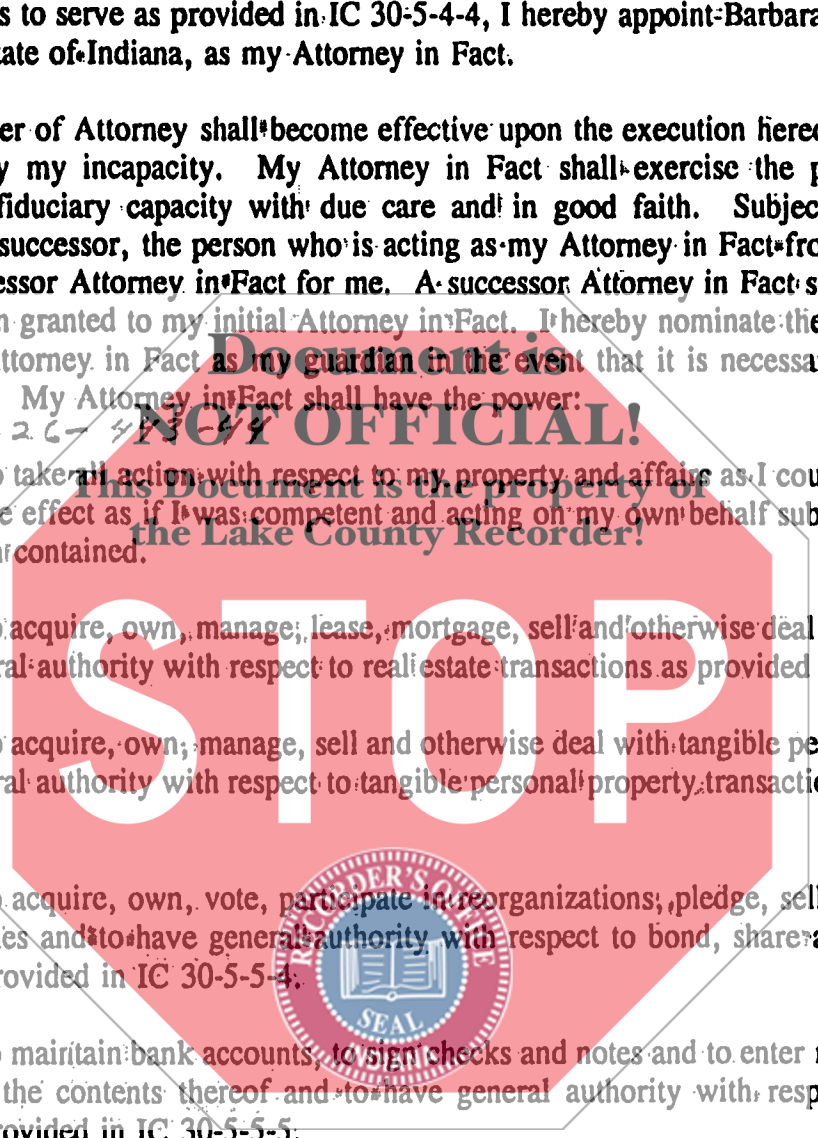 s to serve as provided in IC 30-5-4-4, I hereby appoint Barbara
tate of Indiana, as my Attorney in Fact.
er of Attorney shall become effective upon the execution hereo
y my incapacity. My Attorney in Fact shall exercise the p
fiduciary capacity with due care and in good faith. Subjec
successor, the person who is acting as my Attorney in Fact fro
essor Attorney in Fact for me. A successor Attorney in Fact s
n granted to my initial Attorney in Fact. I hereby nominate the
ttorney in Fact as my guardian in the event that it is necessa
Document is
My Attorney in Fact shall have the power:
NOT OFFICIAL!
o take all action with respect to my property and affairs as I cou
This Document is the property of
e effect as if I was competent and acting on my own behalf sub
the Lake County Recorder!
n contained.
STOP
o acquire, own, manage, lease, mortgage, sell and otherwise deal
ral authority with respect to real estate transactions as provided
o acquire, own, manage, sell and otherwise deal with tangible pe
ral authority with respect to tangible personal property transactio
o acquire, own, vote, participate in reorganizations, pledge, sell
ies and to have general authority with respect to bond, share a
rovided in IC 30-5-5-4.
RECORDER'S OFFICE
SEAL
o maintain bank accounts, to sign checks and notes and to enter
the contents thereof and to have general authority with resp
rovided in IC 30-5-5-5.